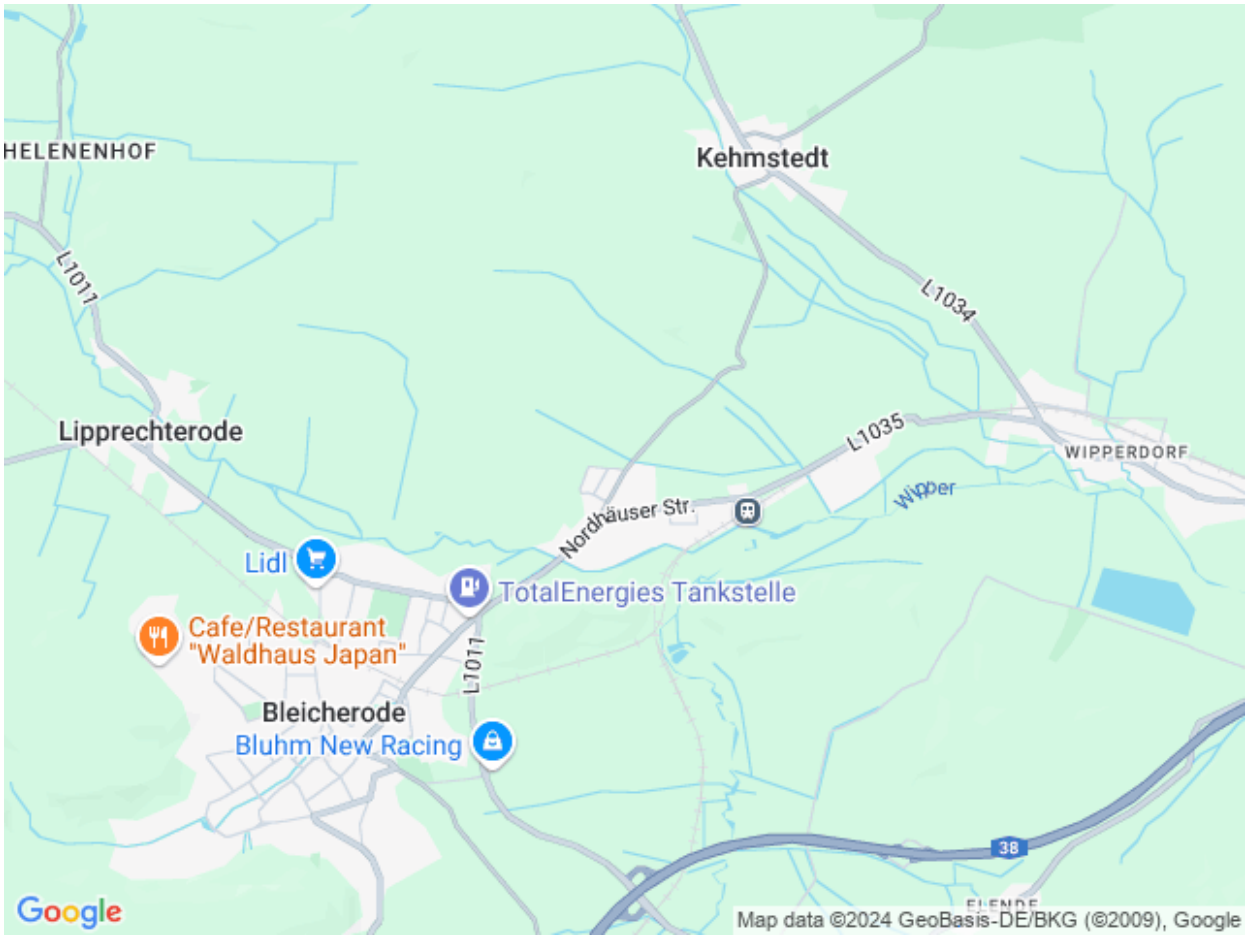 Kehmstedt
HELENENHOF
L1011
L1034
Lipprechterode
L1035
WIPPERDORF
Wipper
Nordhäuser Str.
Lidl
TotalEnergies Tankstelle
Cafe/Restaurant
"Waldhaus Japan"
L1011
Bleicherode
Bluhm New Racing
38
ELENDE
Google
Map data ©2024 GeoBasis-DE/BKG (©2009), Google